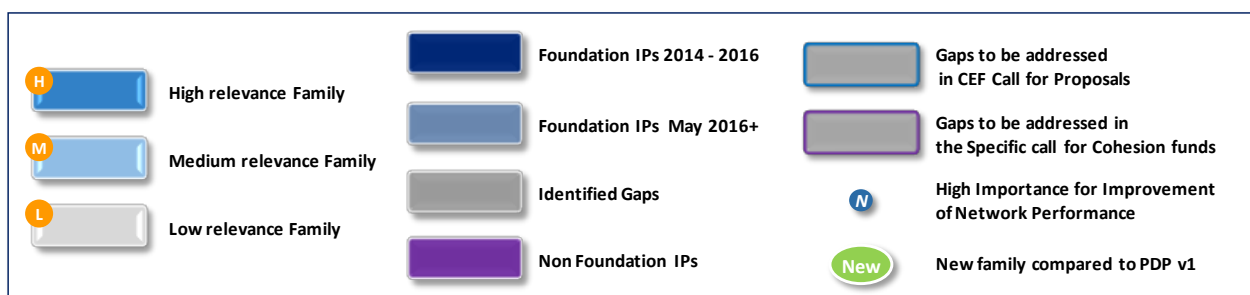 H
High relevance Family
M
Medium relevance Family
L
Low relevance Family
Foundation IPs 2014 - 2016
Foundation IPs May 2016+
Identified Gaps
Non Foundation IPs
Gaps to be addressed
in CEF Call for Proposals
Gaps to be addressed in
the Specific call for Cohesion funds
N
High Importance for Improvement
of Network Performance
New
New family compared to PDP v1